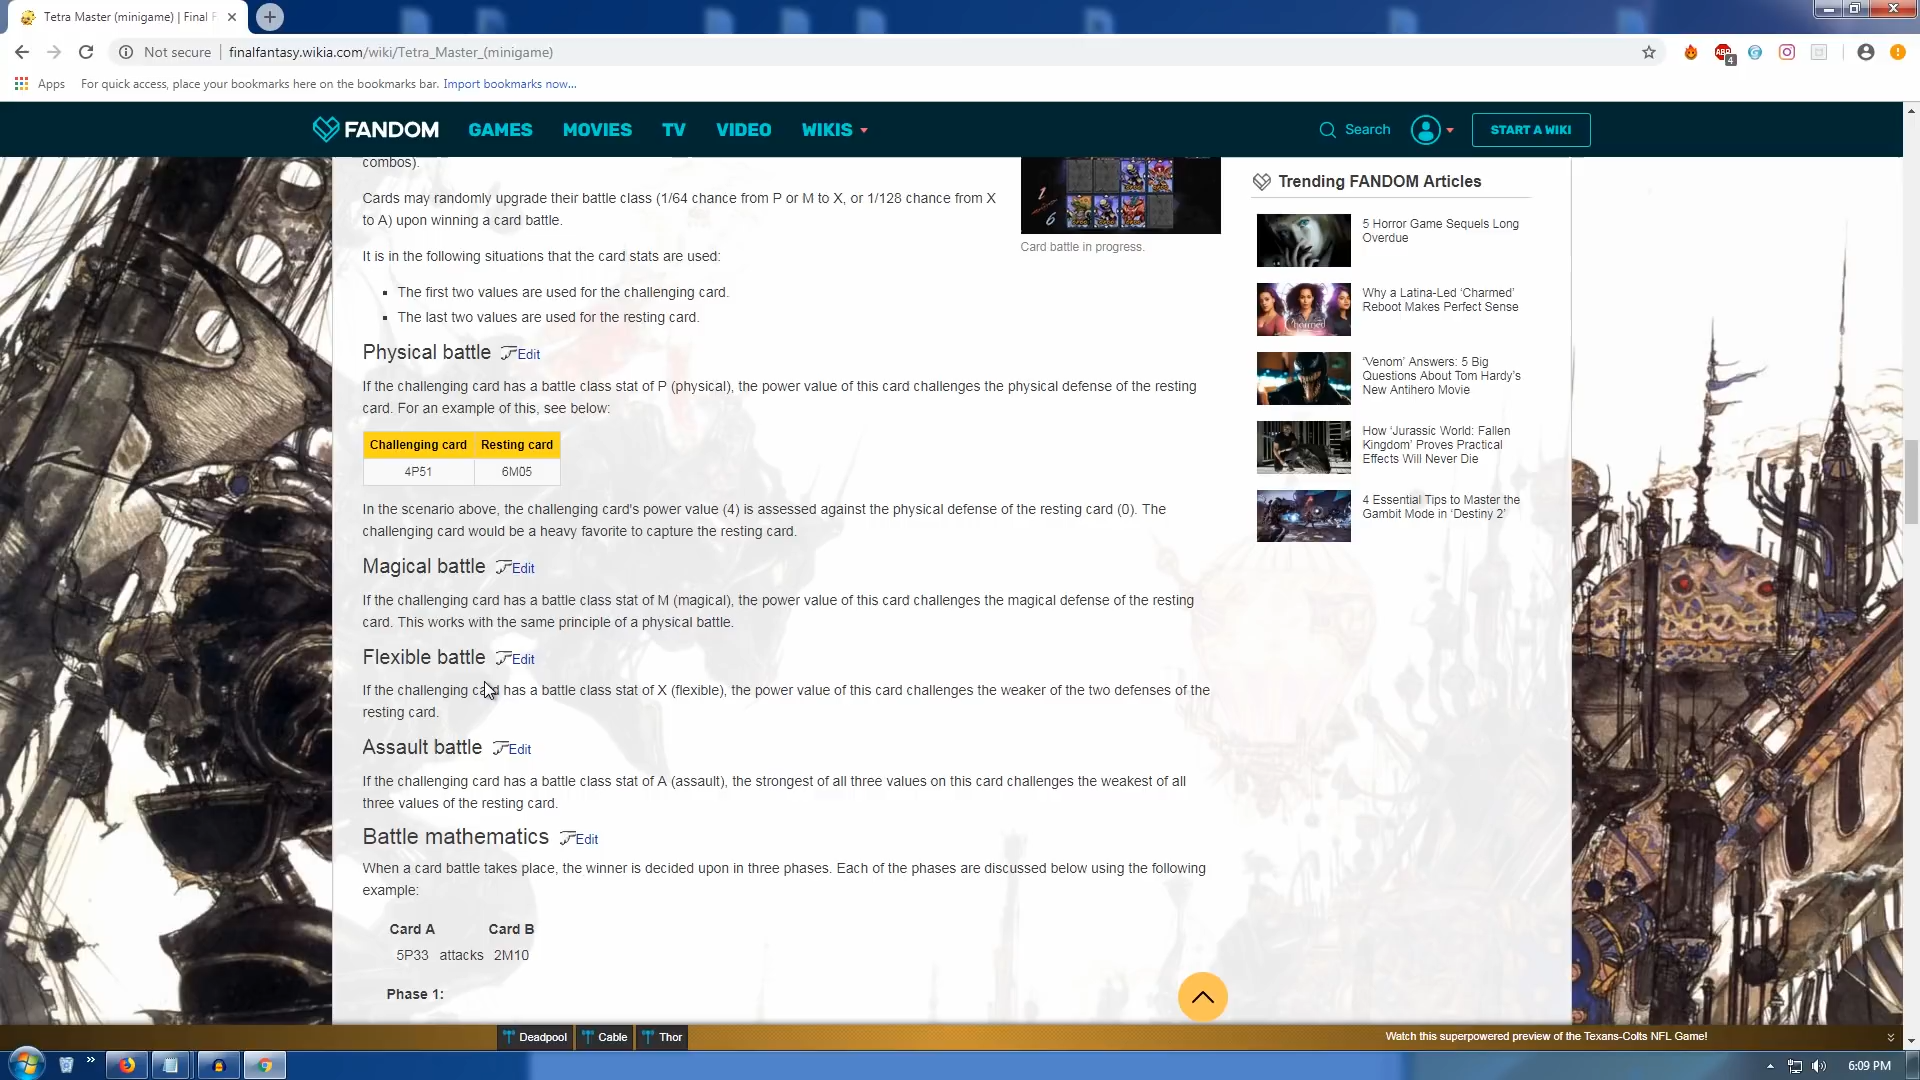 Tetra Master (minigame) | Final F
Not secure | finalfantasy.wikia.com/wiki/Tetra_Master_(minigame)
4
Apps For quick access, place your bookmarks here on the bookmarks bar. Import bookmarks now...
FANDOM GAMES MOVIES TV VIDEO WIKIS Search START A WIKI
combos).
Cards may randomly upgrade their battle class (1/64 chance from P or M to X, or 1/128 chance from X
to A) upon winning a card battle.
It is in the following situations that the card stats are used:
The first two values are used for the challenging card.
The last two values are used for the resting card.
1
6
Card battle in progress.
Physical battle Edit
If the challenging card has a battle class stat of P (physical), the power value of this card challenges the physical defense of the resting
card. For an example of this, see below:
Challenging card Resting card
4P51 6M05
In the scenario above, the challenging card's power value (4) is assessed against the physical defense of the resting card (0). The
challenging card would be a heavy favorite to capture the resting card.
Magical battle Edit
If the challenging card has a battle class stat of M (magical), the power value of this card challenges the magical defense of the resting
card. This works with the same principle of a physical battle.
Flexible battle Edit
If the challenging card has a battle class stat of X (flexible), the power value of this card challenges the weaker of the two defenses of the
resting card.
Assault battle Edit
If the challenging card has a battle class stat of A (assault), the strongest of all three values on this card challenges the weakest of all
three values of the resting card.
Battle mathematics Edit
When a card battle takes place, the winner is decided upon in three phases. Each of the phases are discussed below using the following
example:
Card A Card B
5P33 attacks 2M10
Phase 1:
Trending FANDOM Articles
5 Horror Game Sequels Long
Overdue
Why a Latina-Led ‘Charmed’
Reboot Makes Perfect Sense
Charmed
‘Venom’ Answers: 5 Big
Questions About Tom Hardy’s
New Antihero Movie
How ‘Jurassic World: Fallen
Kingdom’ Proves Practical
Effects Will Never Die
4 Essential Tips to Master the
Gambit Mode in ‘Destiny 2’
Deadpool Cable Thor Watch this superpowered preview of the Texans-Colts NFL Game!
6:09 PM